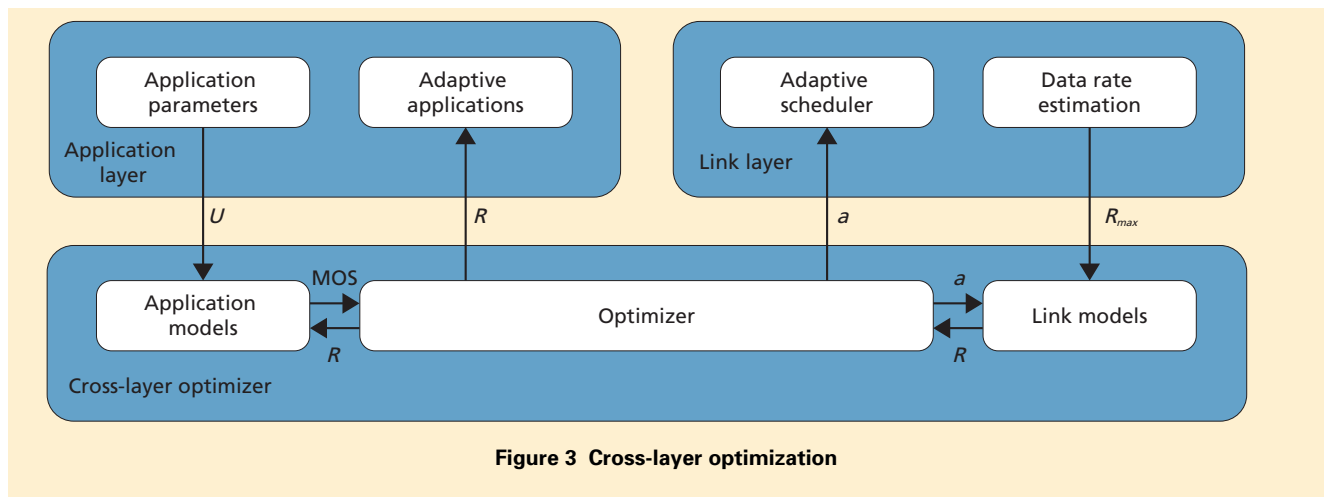 Application
parameters
Adaptive
applications
Application
layer
Adaptive
scheduler
Data rate
estimation
Link layer
U
R
a
Rmax
Application
models
MOS
R
Optimizer
a
R
Link models
Cross-layer optimizer
Figure 3 Cross-layer optimization